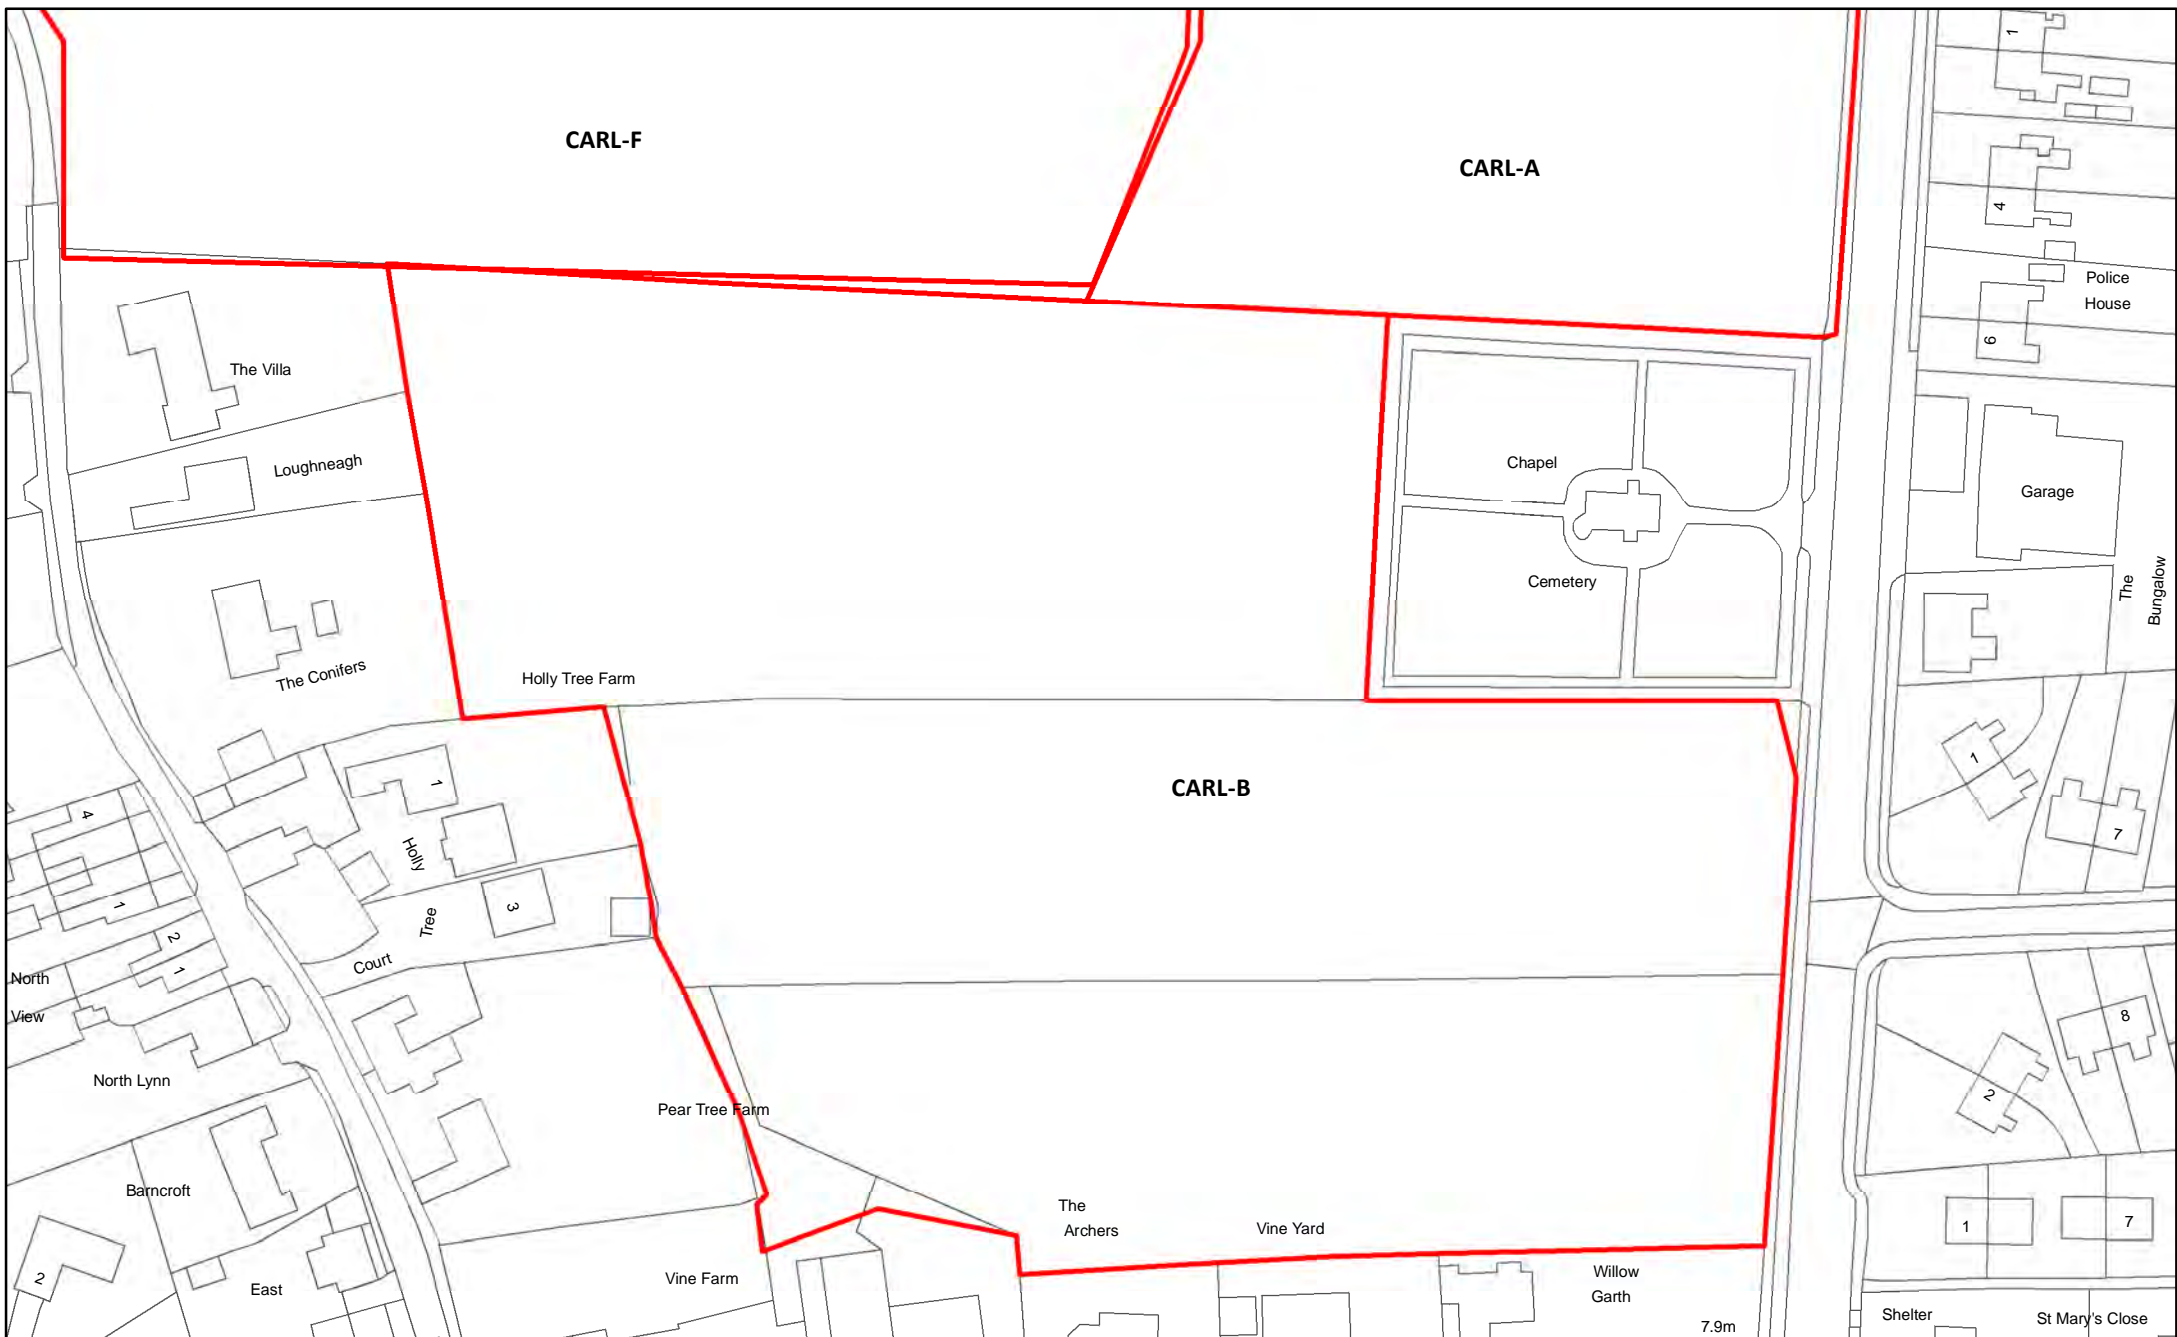 1
CARL-F
CARL-A
4
Police
House
6
The Villa
Loughneagh
Chapel
Garage
Cemetery
The
Bungalow
The Conifers
Holly Tree Farm
1
CARL-B
1
7
4
Holly
Tree
Court
3
1
2
1
North
View
8
North Lynn
2
Pear Tree Farm
Barncroft
The
Archers
Vine Yard
1
7
2
East
Vine Farm
Willow
Garth
7.9m
Shelter
St Mary's Close